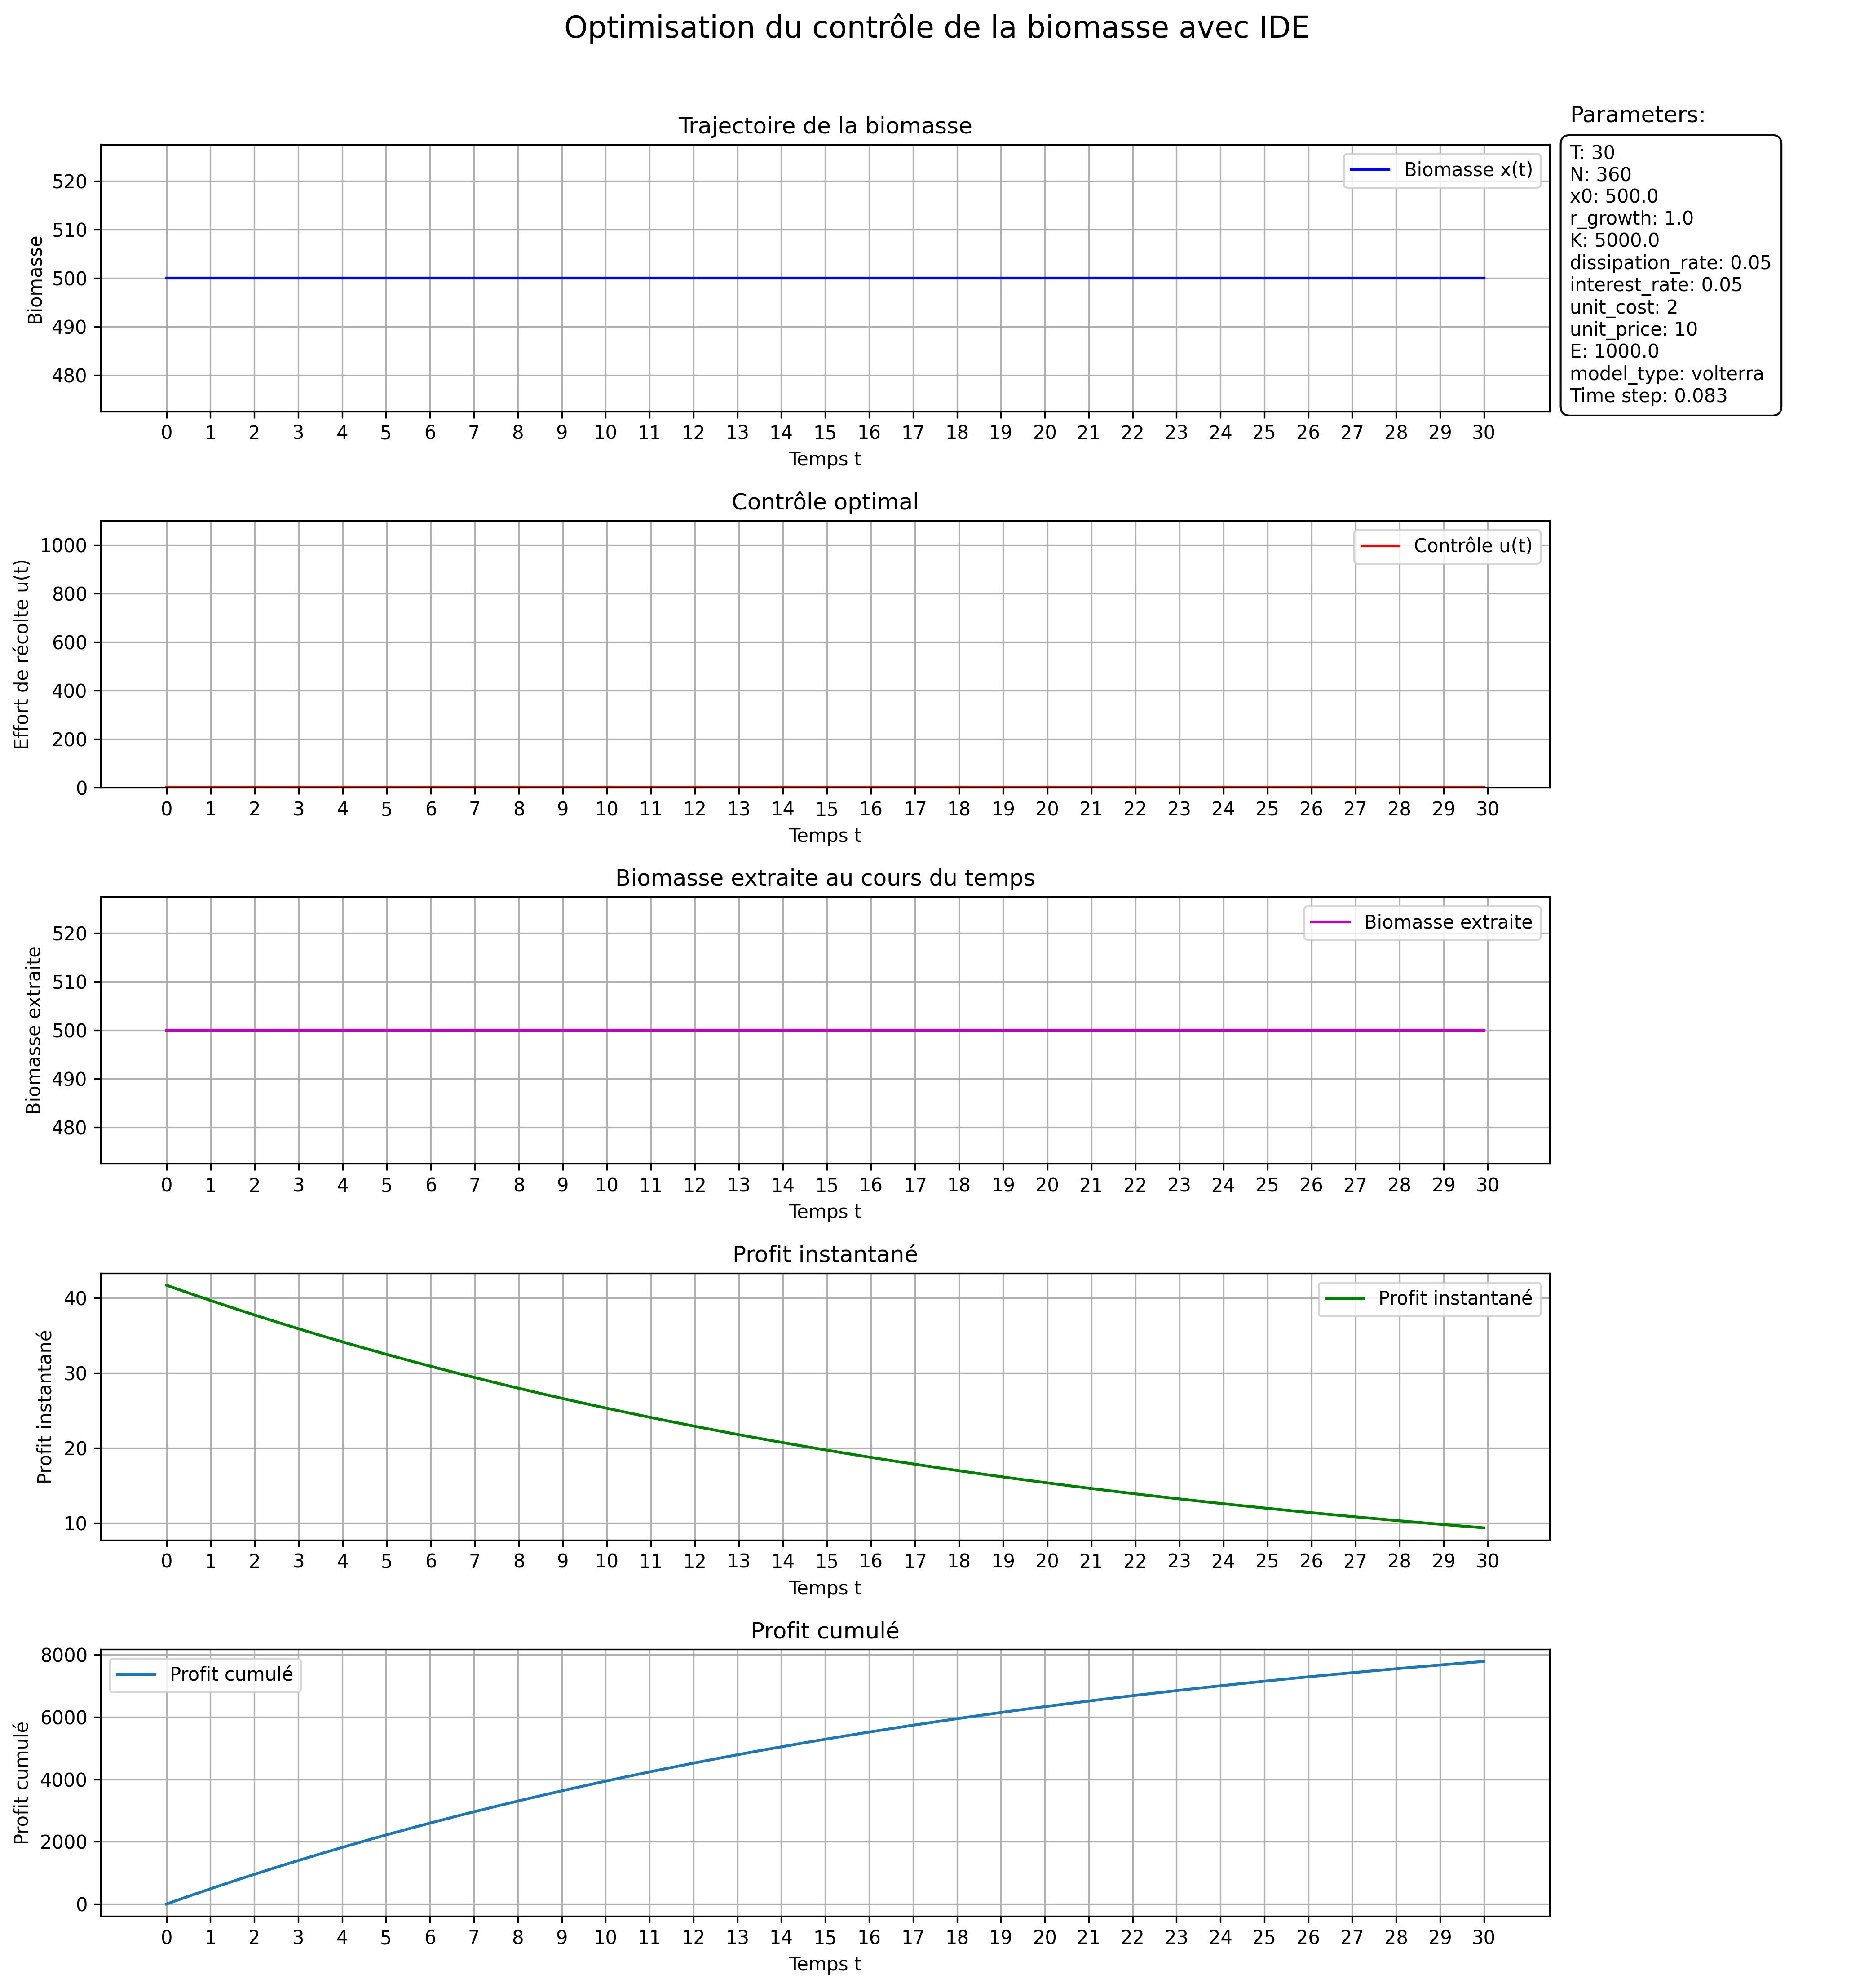 Optimisation du contrôle de la biomasse avec IDE
Trajectoire de la biomasse
Biomasse
520
510
500
490
480
Biomasse x(t)
0 1 2 3 4 5 6 7 8 9 10 11 12 13 14 15 16 17 18 19 20 21 22 23 24 25 26 27 28 29 30
Temps t
Parameters:
T: 30
N: 360
x0: 500.0
r_growth: 1.0
K: 5000.0
dissipation_rate: 0.05
interest_rate: 0.05
unit_cost: 2
unit_price: 10
E: 1000.0
model_type: volterra
Time step: 0.083
Contrôle optimal
Effort de récolte u(t)
1000
800
600
400
200
0
Contrôle u(t)
0 1 2 3 4 5 6 7 8 9 10 11 12 13 14 15 16 17 18 19 20 21 22 23 24 25 26 27 28 29 30
Temps t
Biomasse extraite au cours du temps
Biomasse extraite
520
510
500
490
480
Biomasse extraite
0 1 2 3 4 5 6 7 8 9 10 11 12 13 14 15 16 17 18 19 20 21 22 23 24 25 26 27 28 29 30
Temps t
Profit instantané
Profit instantané
40
30
20
10
Profit instantané
0 1 2 3 4 5 6 7 8 9 10 11 12 13 14 15 16 17 18 19 20 21 22 23 24 25 26 27 28 29 30
Temps t
Profit cumulé
Profit cumulé
8000
6000
4000
2000
0
Profit cumulé
0 1 2 3 4 5 6 7 8 9 10 11 12 13 14 15 16 17 18 19 20 21 22 23 24 25 26 27 28 29 30
Temps t